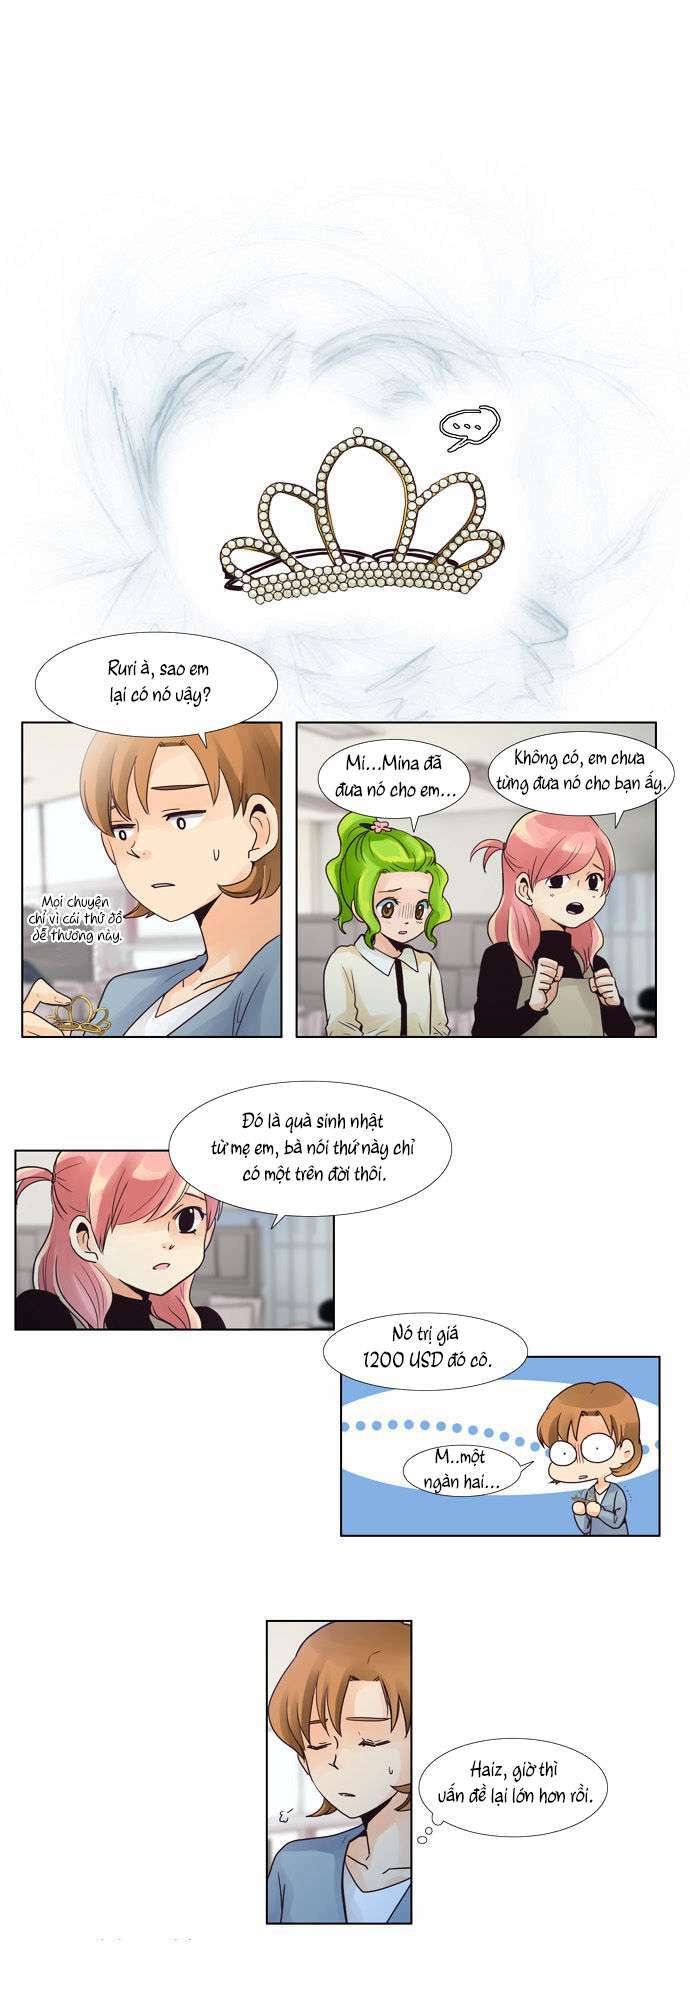 ...
Ruri à, sao em
lại có nó vậy?
Mọi chuyện
chỉ vì cái thứ đồ
dễ thương này.
Mi...Mina đã
đưa nó cho em...
Không có, em chưa
từng đưa nó cho bạn ấy.
Đó là quà sinh nhật
từ mẹ em, bà nói thứ này chỉ
có một trên đời thôi.
Nó trị giá
1200 USD đó cô.
M..một
ngàn hai...
Haiz, giờ thì
vấn đề lại lớn hơn rồi.